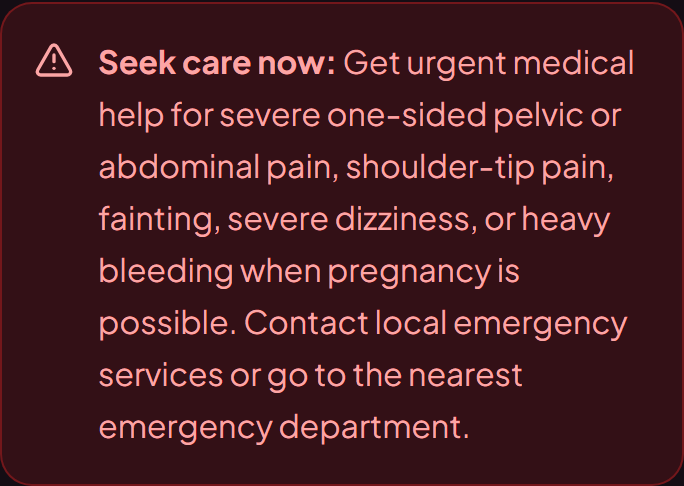 Seek care now: Get urgent medical
help for severe one-sided pelvic or
abdominal pain, shoulder-tip pain,
fainting, severe dizziness, or heavy
bleeding when pregnancy is
possible. Contact local emergency
services or go to the nearest
emergency department.